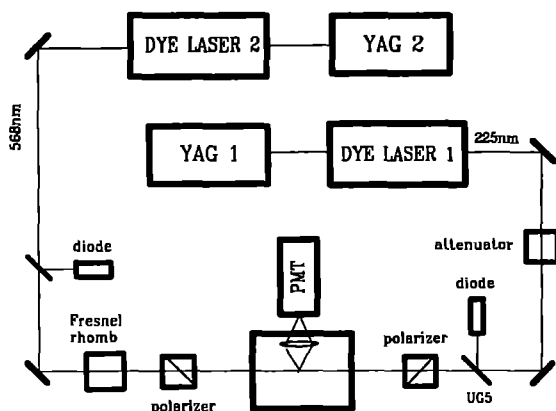 DYE LASER 2
YAG 2
568nm
YAG 1
DYE LASER 1
225nm
attenuator
diode
diode
PMT
Fresnel
rhomb
polarizer
polarizer
UG5